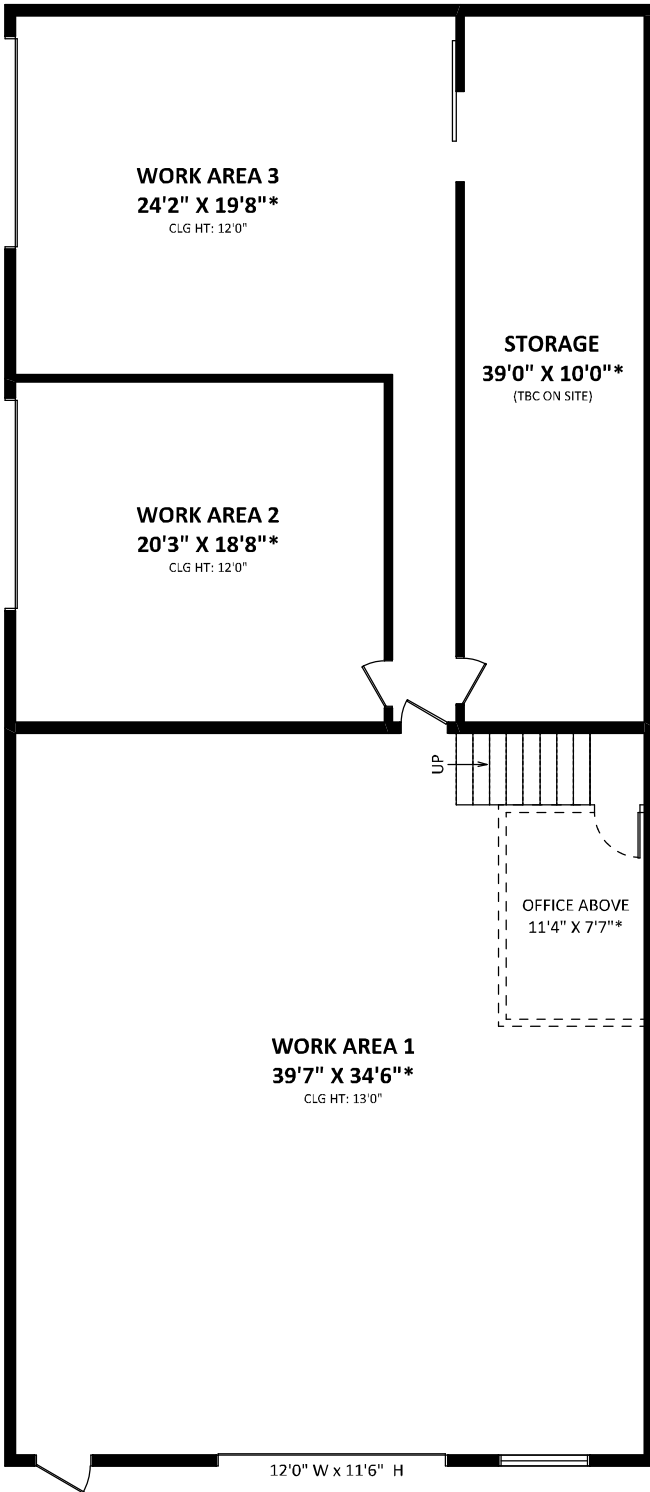 WORK AREA 3
24'2" X 19'8"*
CLG HT: 12'0"
STORAGE
39'0" X 10'0"*
(TBC ON SITE)
WORK AREA 2
20'3" X 18'8"*
CLG HT: 12'0"
UP
OFFICE ABOVE
11'4" X 7'7"*
WORK AREA 1
39'7" X 34'6"*
CLG HT: 13'0"
12'0" W x 11'6" H